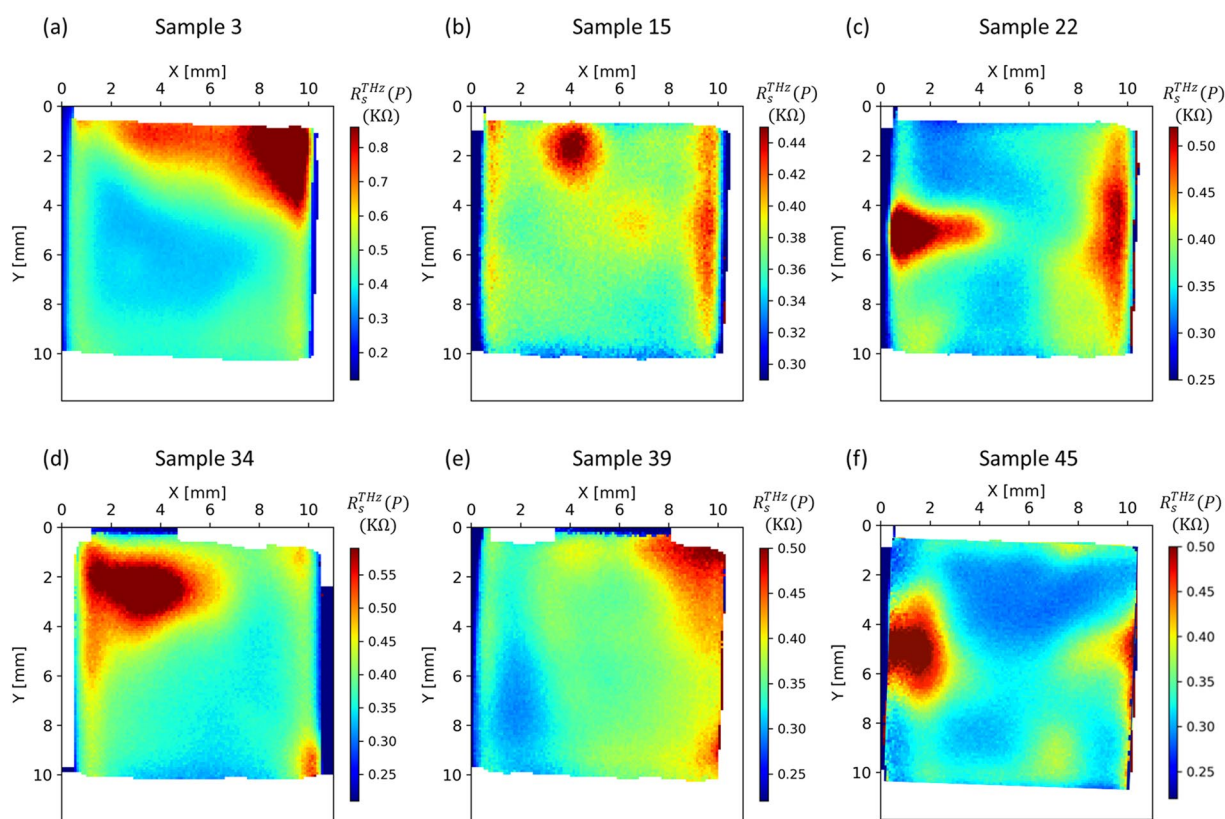 (a) Sample 3
X [mm]
0 2 4 6 8 10
R_s^{THz}(P)
(KΩ)
Y [mm]
0
2
4
6
8
10
0.8
0.7
0.6
0.5
0.4
0.3
0.2
(b) Sample 15
X [mm]
0 2 4 6 8 10
R_s^{THz}(P)
(KΩ)
Y [mm]
0
2
4
6
8
10
0.44
0.42
0.40
0.38
0.36
0.34
0.32
0.30
(c) Sample 22
X [mm]
0 2 4 6 8 10
R_s^{THz}(P)
(KΩ)
Y [mm]
0
2
4
6
8
10
0.50
0.45
0.40
0.35
0.30
0.25
(d) Sample 34
X [mm]
0 2 4 6 8 10
R_s^{THz}(P)
(KΩ)
Y [mm]
0
2
4
6
8
10
0.55
0.50
0.45
0.40
0.35
0.30
0.25
(e) Sample 39
X [mm]
0 2 4 6 8 10
R_s^{THz}(P)
(KΩ)
Y [mm]
0
2
4
6
8
10
0.50
0.45
0.40
0.35
0.30
0.25
(f) Sample 45
X [mm]
0 2 4 6 8 10
R_s^{THz}(P)
(KΩ)
Y [mm]
0
2
4
6
8
10
0.50
0.45
0.40
0.35
0.30
0.25